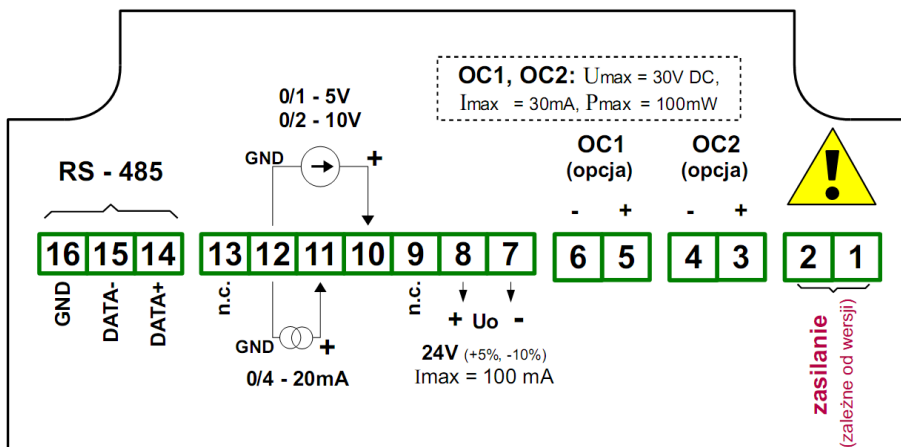 OC1, OC2: Umax = 30V DC,
Imax = 30mA, Pmax = 100mW
0/1 - 5V
0/2 - 10V
GND
+
RS - 485
OC1
(opcja)
- +
OC2
(opcja)
- +
!
16 15 14 13 12 11 10 9 8 7 6 5 4 3 2 1
GND
DATA-
DATA+
n.c.
GND
+
0/4 - 20mA
n.c.
+ Uo -
24V (+5%, -10%)
Imax = 100 mA
zasilanie
(zależne od wersji)